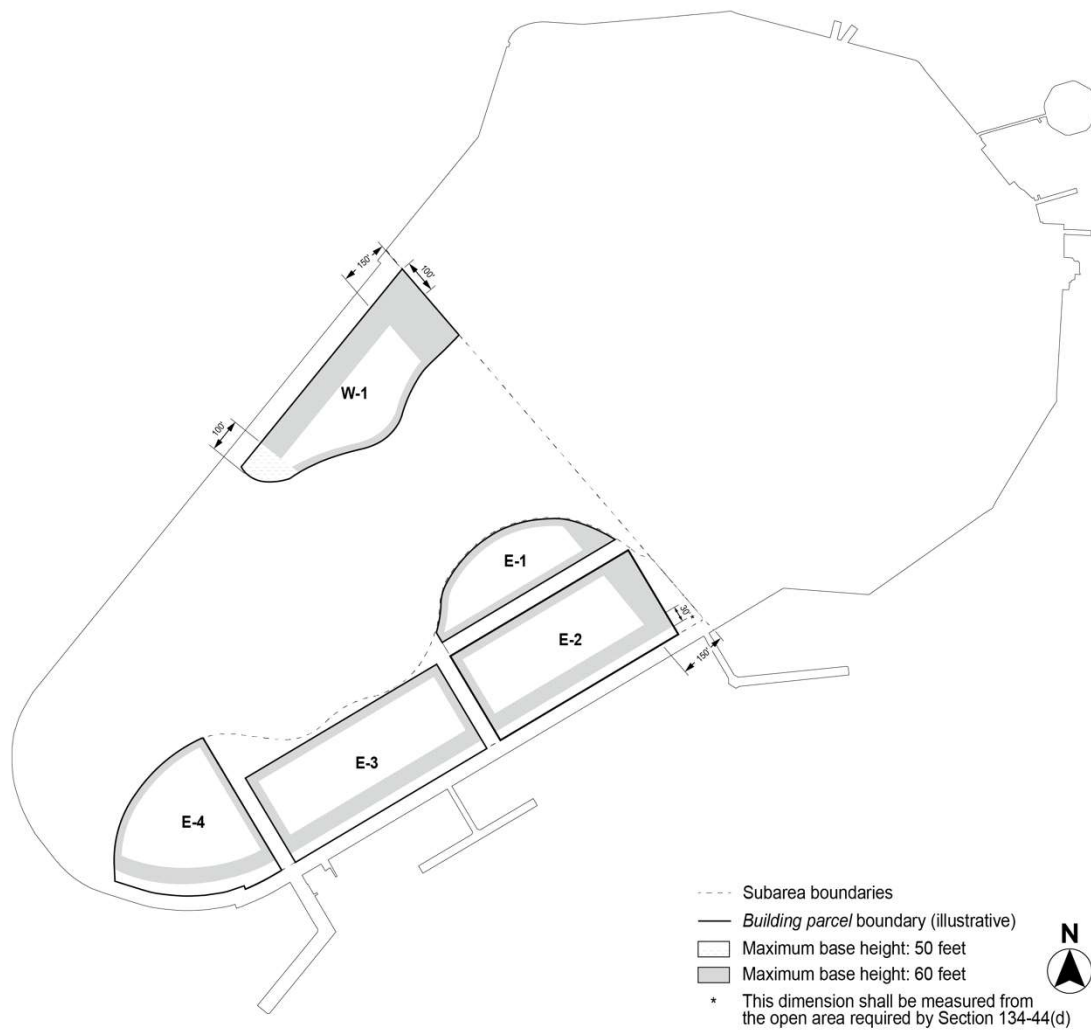 150'
100'
W-1
100'
E-1
E-2
30'*
150'
E-3
E-4
Subarea boundaries
Building parcel boundary (illustrative)
Maximum base height: 50 feet
Maximum base height: 60 feet
* This dimension shall be measured from
the open area required by Section 134-44(d)
N